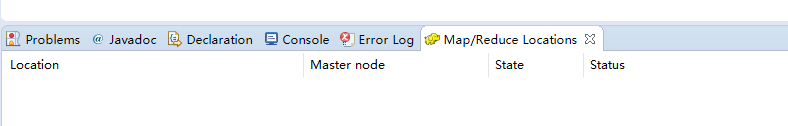 Problems @ Javadoc Declaration Console Error Log Map/Reduce Locations
Location Master node State Status